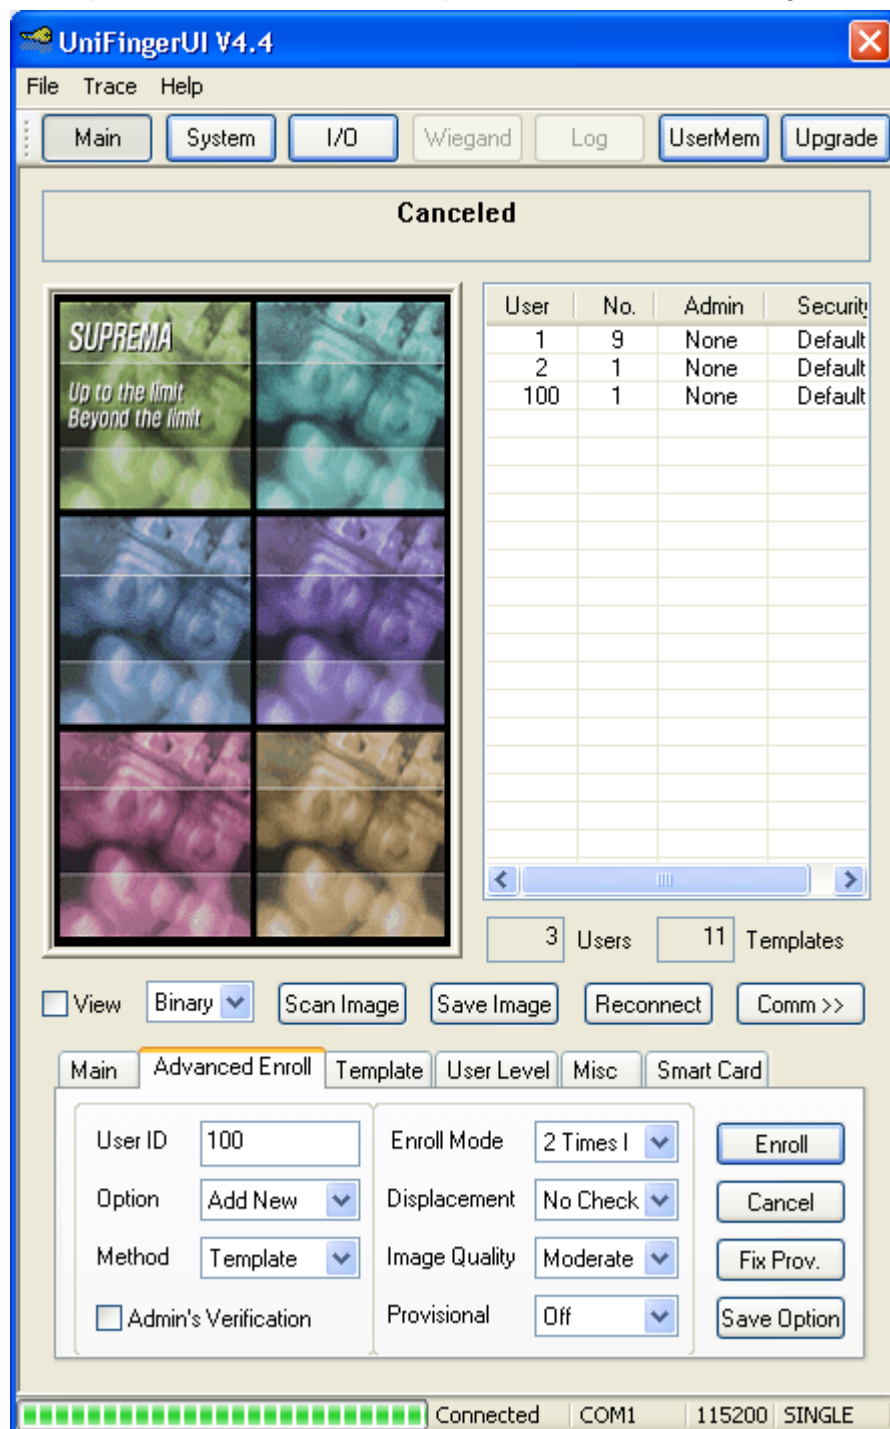 UniFingerUI V4.4
File Trace Help
Main System I/O Wiegand Log UserMem Upgrade
Canceled
SUPREMA
Up to the limit
Beyond the limit
User No. Admin Security
1 9 None Default
2 1 None Default
100 1 None Default
3 Users 11 Templates
View Binary Scan Image Save Image Reconnect Comm >>
Main Advanced Enroll Template User Level Misc Smart Card
User ID 100 Enroll Mode 2 Times I Enroll
Option Add New Displacement No Check Cancel
Method Template Image Quality Moderate Fix Prov.
Admin's Verification Provisional Off Save Option
Connected COM1 115200 SINGLE